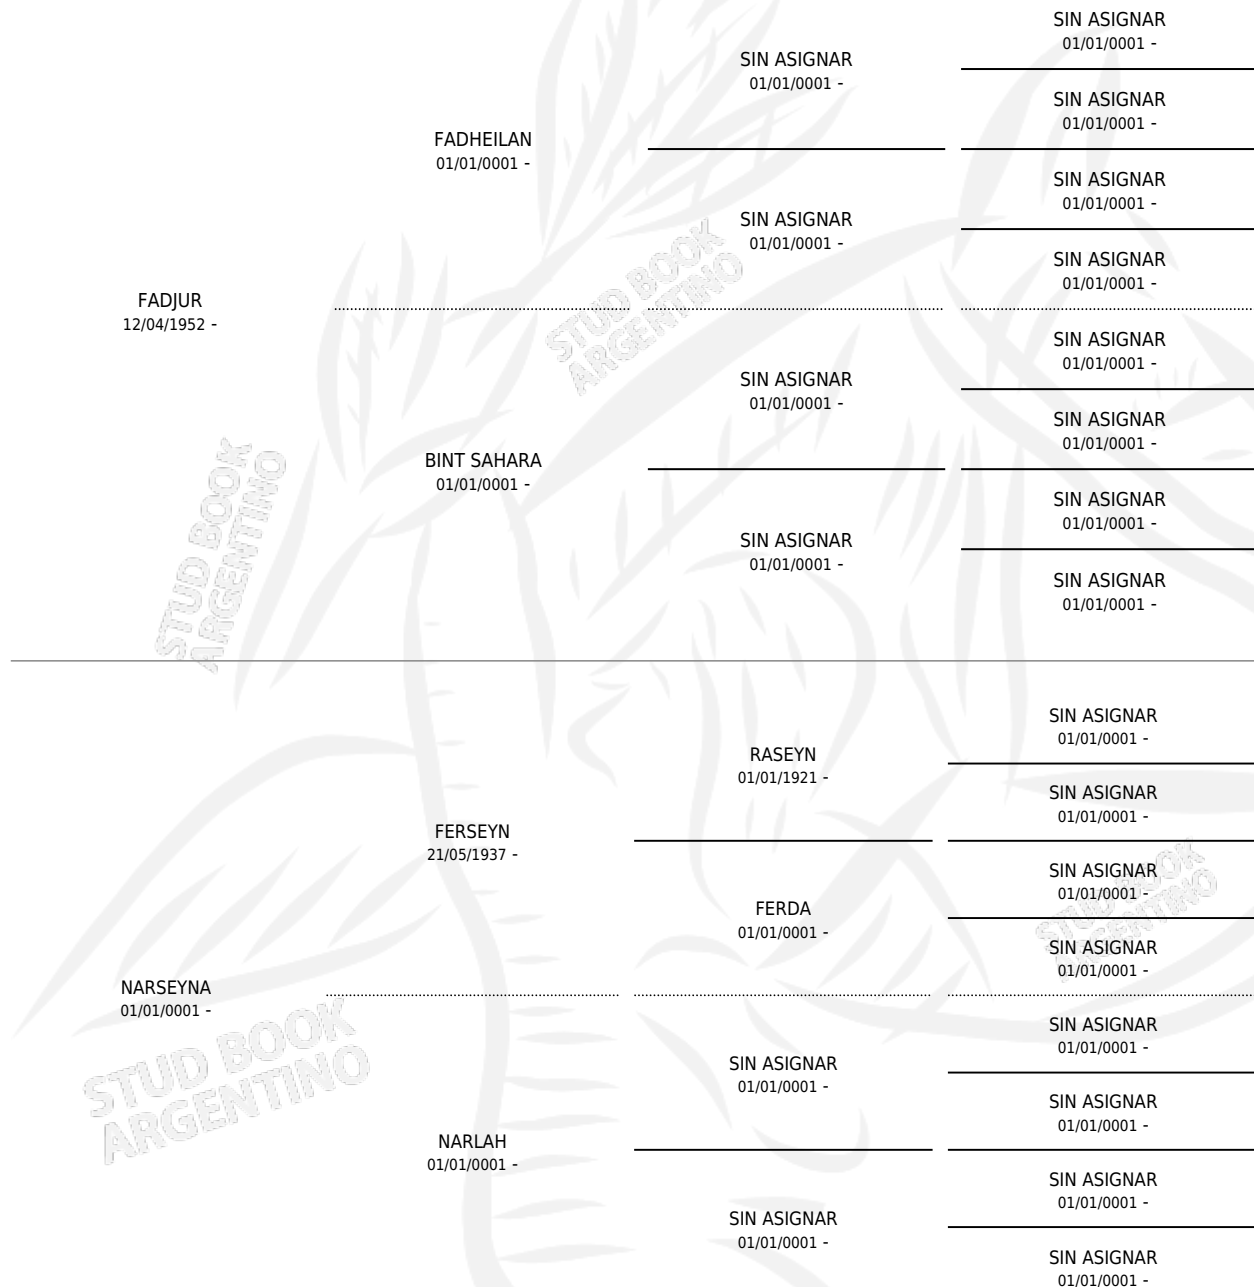 SIN ASIGNAR
01/01/0001 -
SIN ASIGNAR
01/01/0001 -
SIN ASIGNAR
01/01/0001 -
FADHEILAN
01/01/0001 -
SIN ASIGNAR
01/01/0001 -
SIN ASIGNAR
01/01/0001 -
SIN ASIGNAR
01/01/0001 -
STUD BOOK
ARGENTINO
FADJUR
12/04/1952 -
SIN ASIGNAR
01/01/0001 -
SIN ASIGNAR
01/01/0001 -
SIN ASIGNAR
01/01/0001 -
BINT SAHARA
01/01/0001 -
SIN ASIGNAR
01/01/0001 -
SIN ASIGNAR
01/01/0001 -
SIN ASIGNAR
01/01/0001 -
STUD BOOK
ARGENTINO
SIN ASIGNAR
01/01/0001 -
RASEYN
01/01/1921 -
SIN ASIGNAR
01/01/0001 -
FERSEYN
21/05/1937 -
SIN ASIGNAR
01/01/0001 -
FERDA
01/01/0001 -
STUD BOOK
ARGENTINO
SIN ASIGNAR
01/01/0001 -
NARSEYNA
01/01/0001 -
SIN ASIGNAR
01/01/0001 -
STUD BOOK
ARGENTINO
SIN ASIGNAR
01/01/0001 -
SIN ASIGNAR
01/01/0001 -
NARLAH
01/01/0001 -
SIN ASIGNAR
01/01/0001 -
SIN ASIGNAR
01/01/0001 -
SIN ASIGNAR
01/01/0001 -